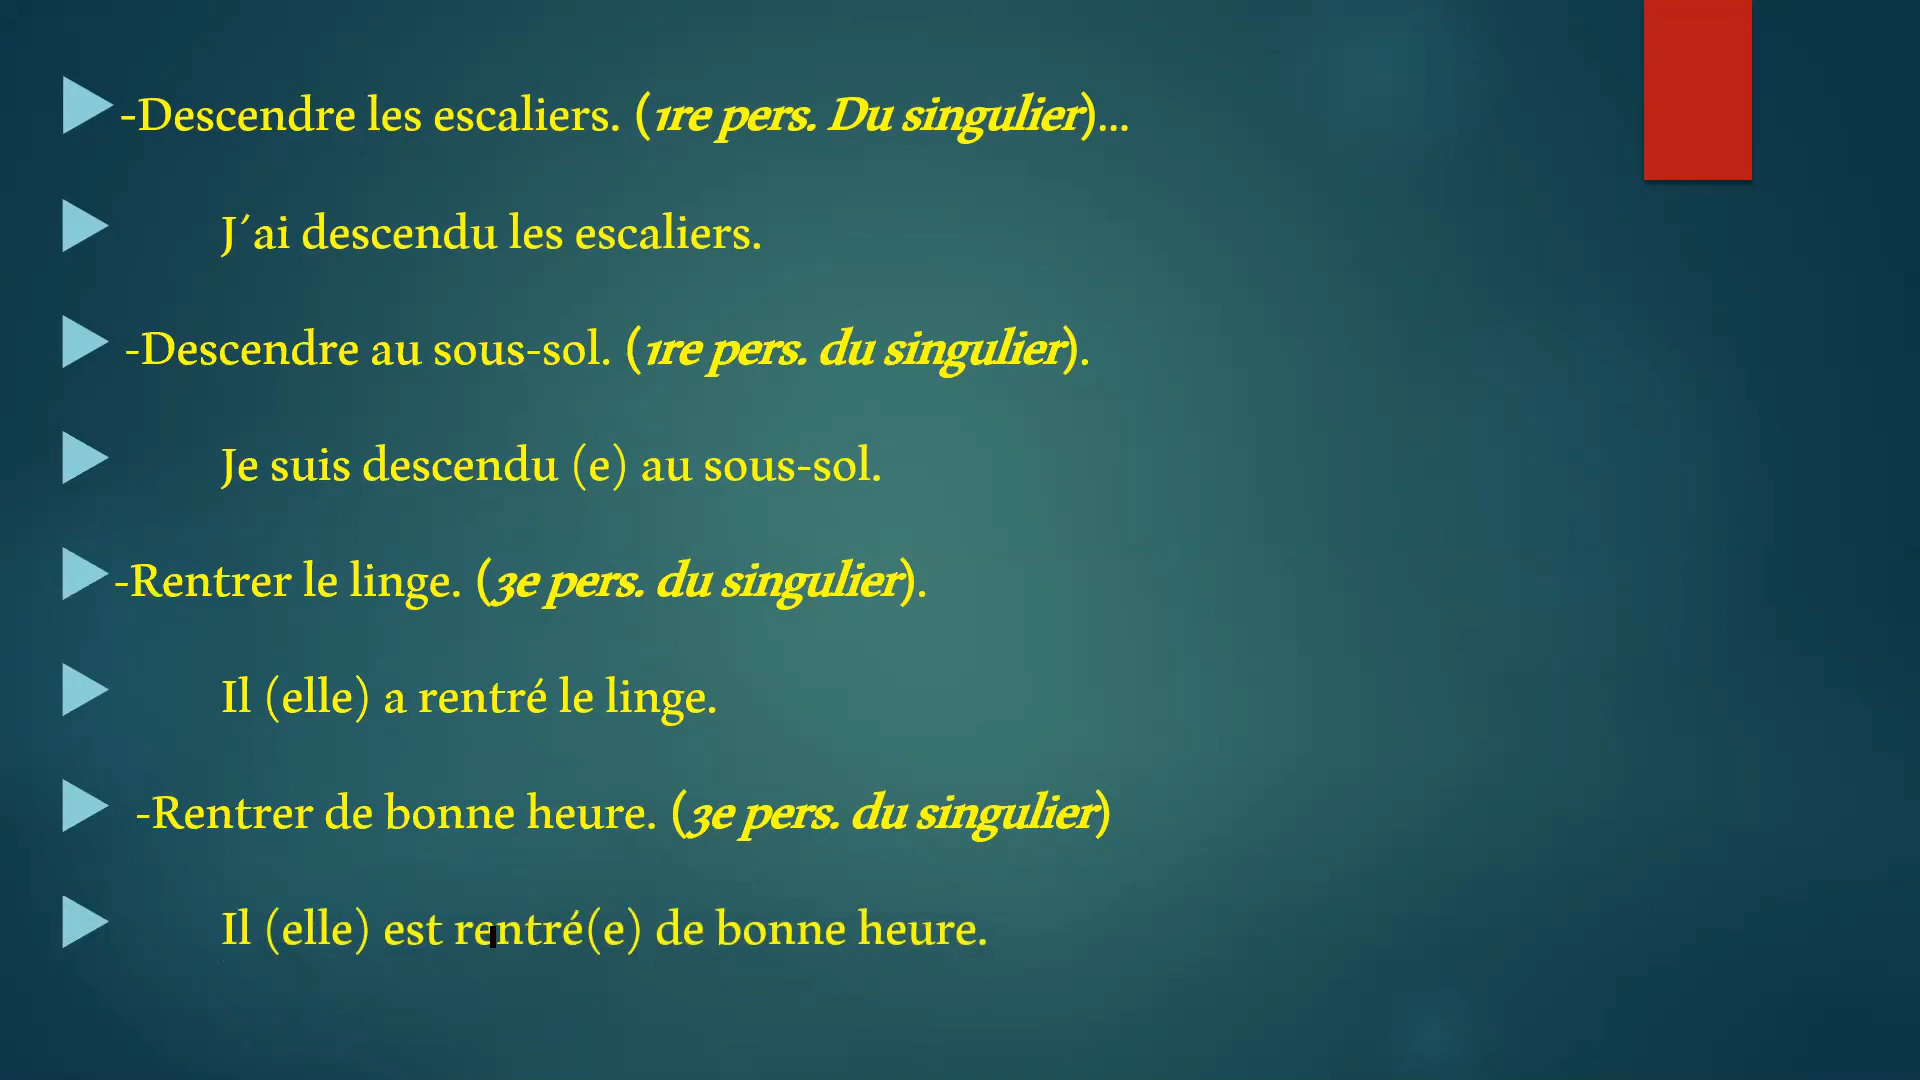 -Descendre les escaliers. (1re pers. Du singulier)...
J´ai descendu les escaliers.
-Descendre au sous-sol. (1re pers. du singulier).
Je suis descendu (e) au sous-sol.
-Rentrer le linge. (3e pers. du singulier).
Il (elle) a rentré le linge.
-Rentrer de bonne heure. (3e pers. du singulier)
Il (elle) est rentré(e) de bonne heure.